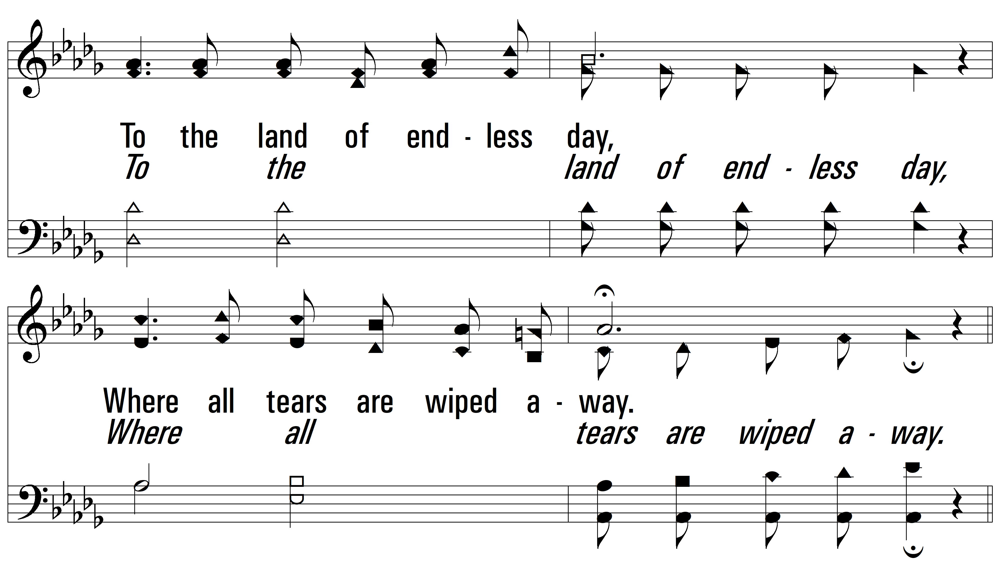 To the land of end - less day,
To the land of end - less day,
Where all tears are wiped a - way.
Where all tears are wiped a - way.